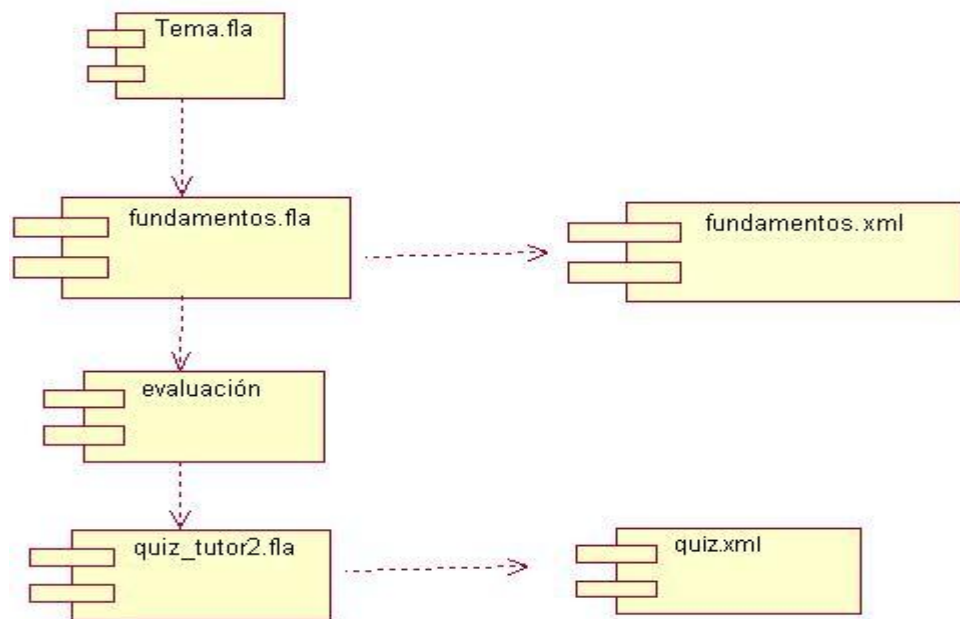 Tema.fla
fundamentos.fla
fundamentos.xml
evaluación
quiz_tutor2.fla
quiz.xml